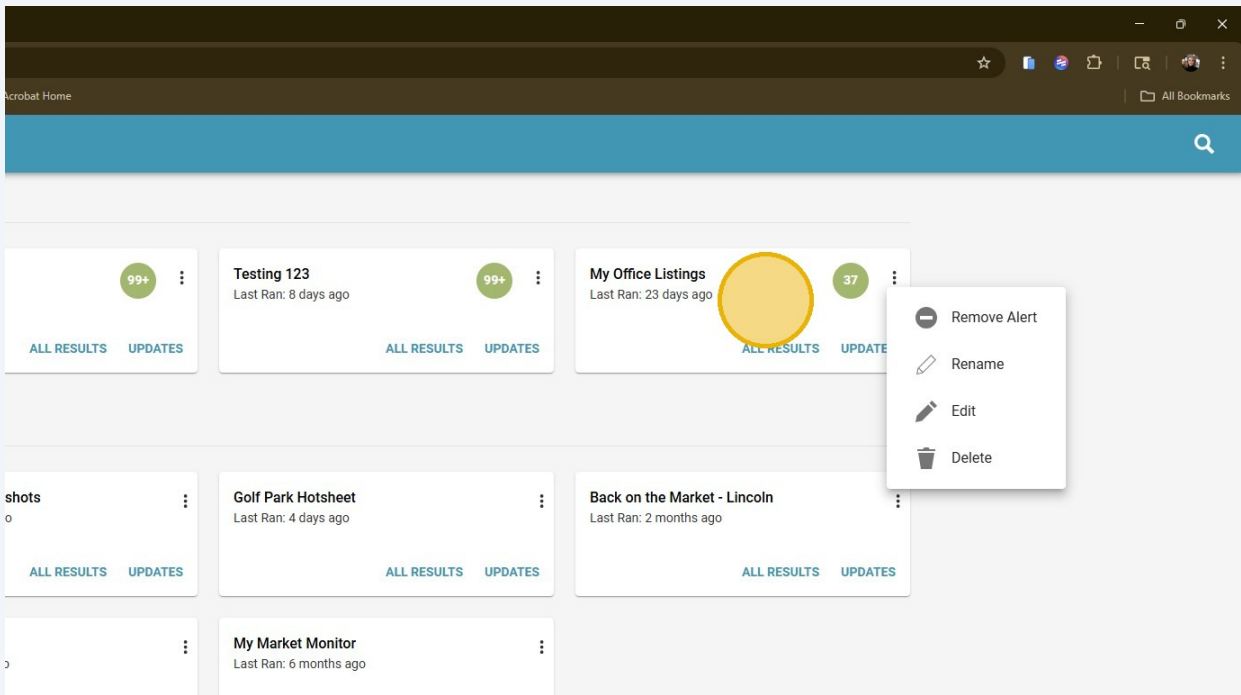 Acrobat Home
All Bookmarks
99+
Testing 123
Last Ran: 8 days ago
99+
My Office Listings
Last Ran: 23 days ago
37
ALL RESULTS UPDATES
ALL RESULTS UPDATES
ALL RESULTS UPDATE
Remove Alert
Rename
Edit
Delete
shots
o
Golf Park Hotsheet
Last Ran: 4 days ago
Back on the Market - Lincoln
Last Ran: 2 months ago
ALL RESULTS UPDATES
ALL RESULTS UPDATES
ALL RESULTS UPDATES
My Market Monitor
Last Ran: 6 months ago